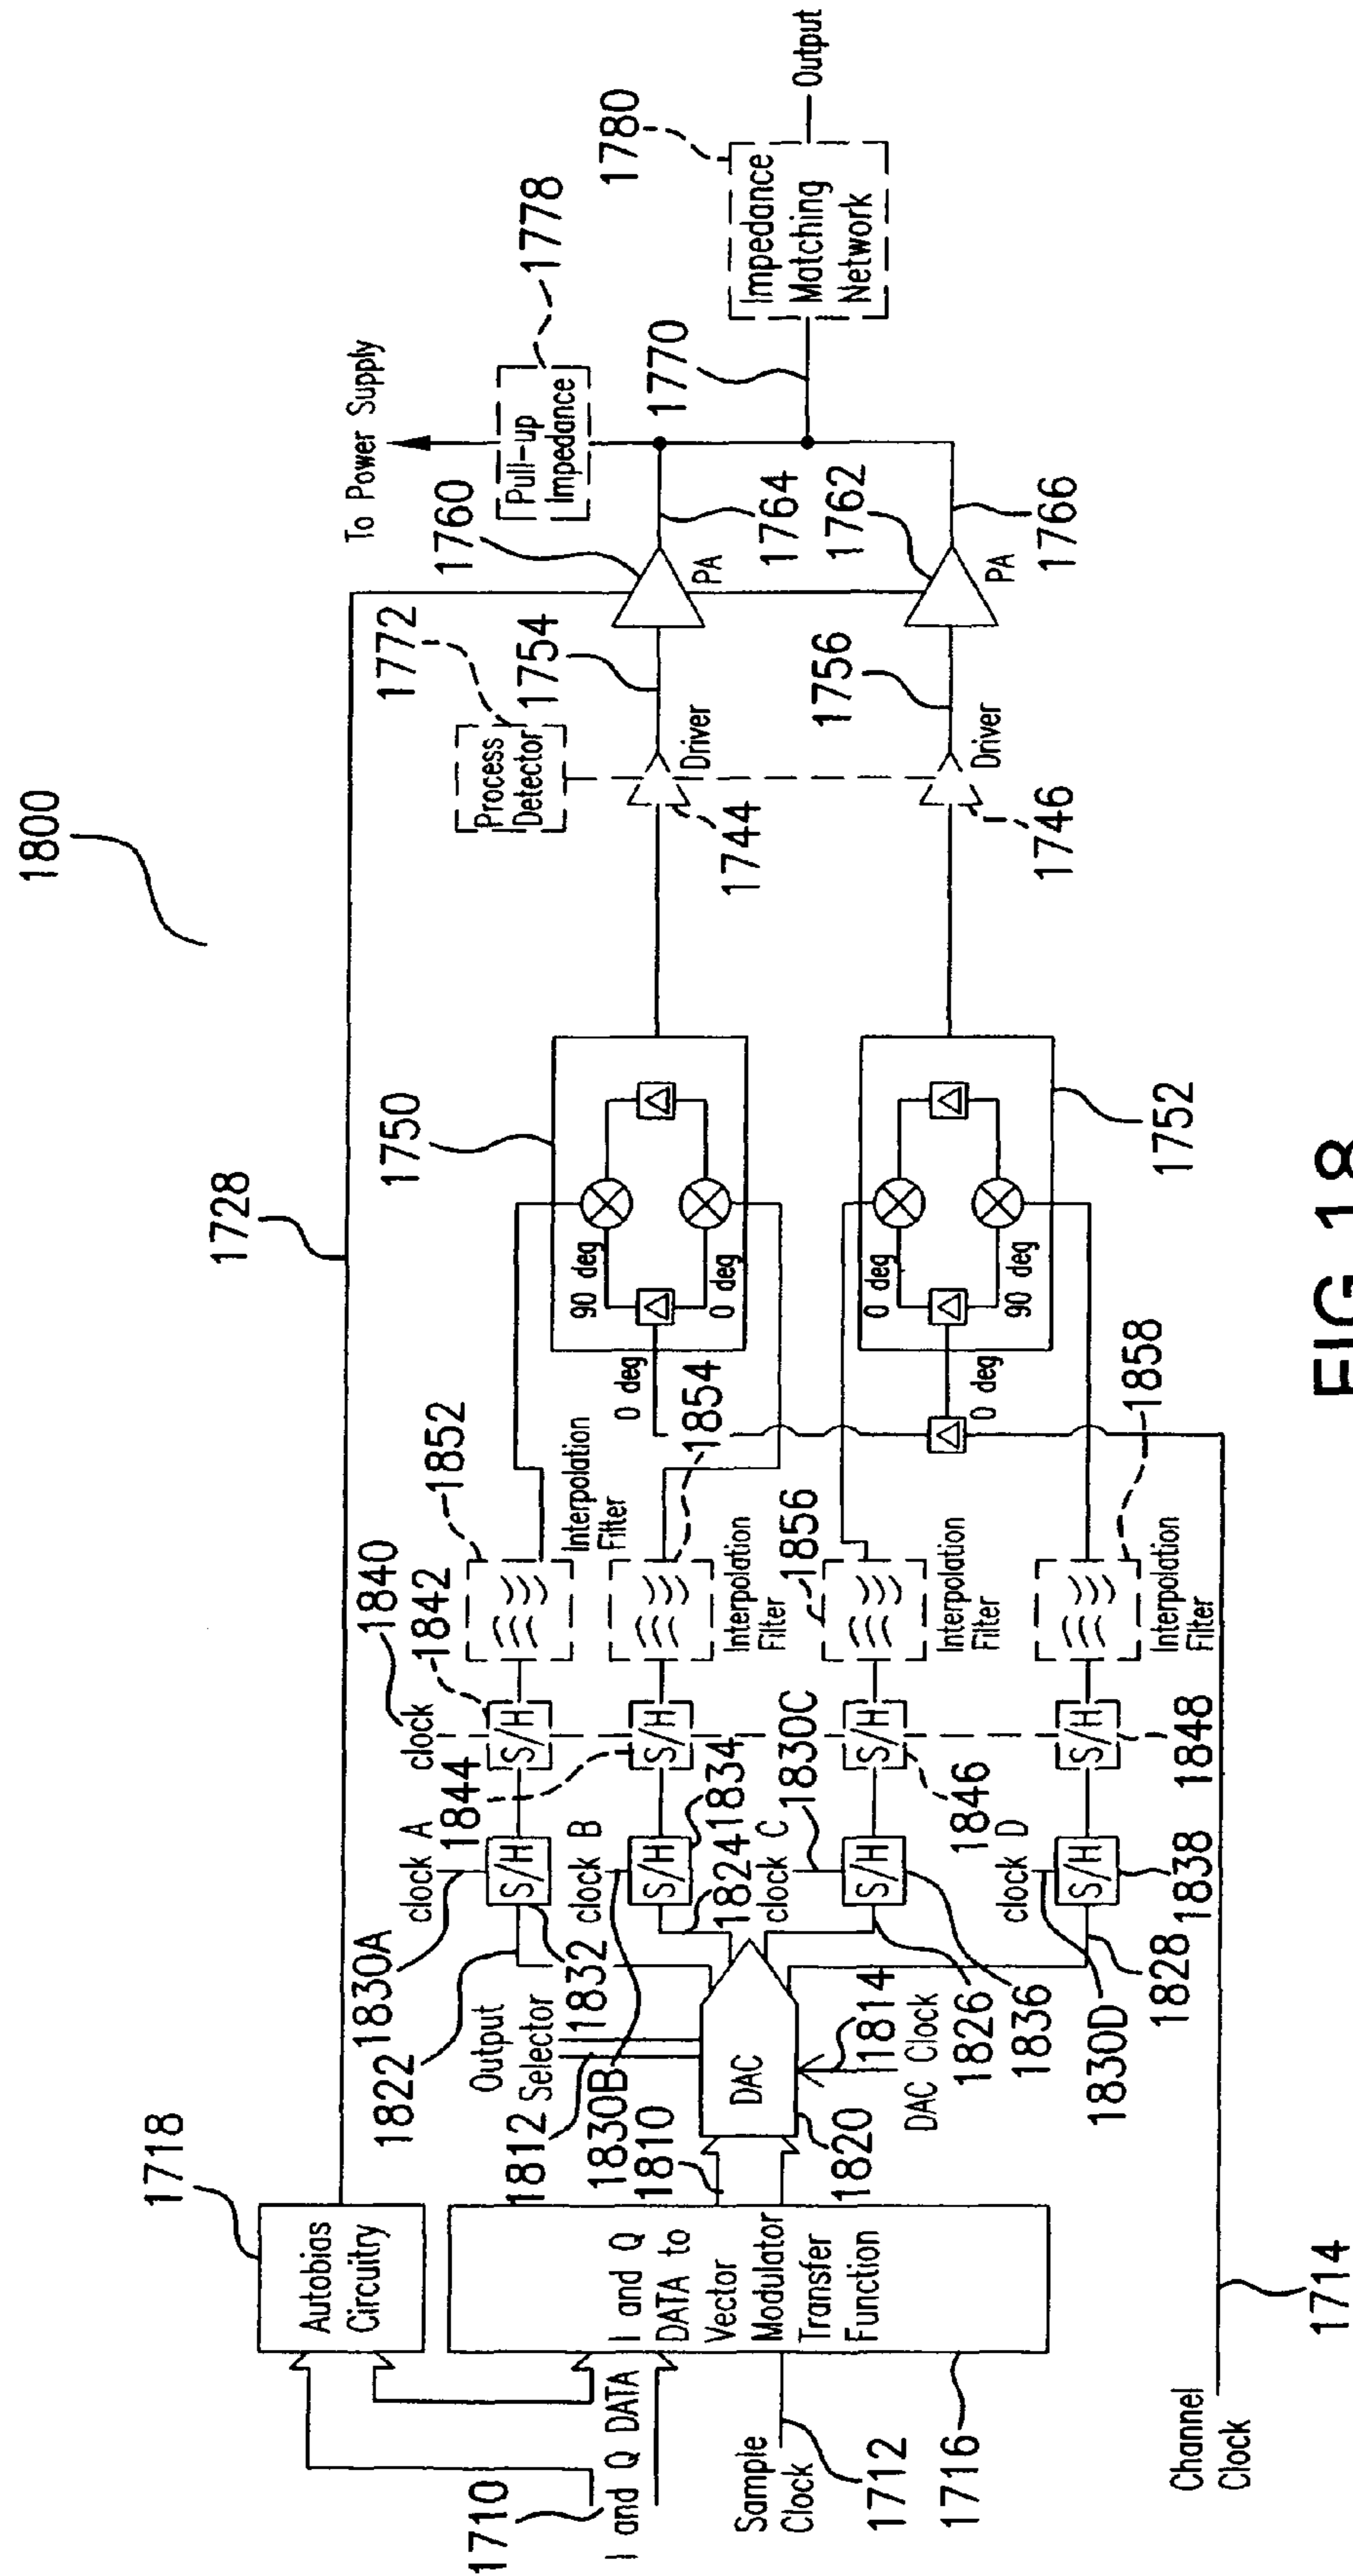 1800
1728
1718
Autobias
Circuitry
1710
I and Q DATA
Sample
Clock
1712
1716
I and Q
DATA to
Vector
Modulator
Transfer
Function
1810
1812
Output
Selector
DAC
1820
1814
DAC Clock
1822
1824
1826
1828
1830A
clock A
1832
S/H
1830B
clock B
1834
S/H
1830C
clock C
1836
S/H
1830D
clock D
1838
S/H
1840
clock
1842
S/H
1844
S/H
1846
S/H
1848
S/H
1852
Interpolation
Filter
1854
Interpolation
Filter
1856
Interpolation
Filter
1858
Interpolation
Filter
Channel
Clock
1714
0 deg
0 deg
1750
90 deg
0 deg
1752
0 deg
90 deg
1772
Process
Detector
1744
Driver
1746
Driver
1754
1756
1760
PA
1762
PA
1764
1766
To Power Supply
Pull-up
Impedance
1778
1770
1780
Impedance
Matching
Network
Output
FIG. 18